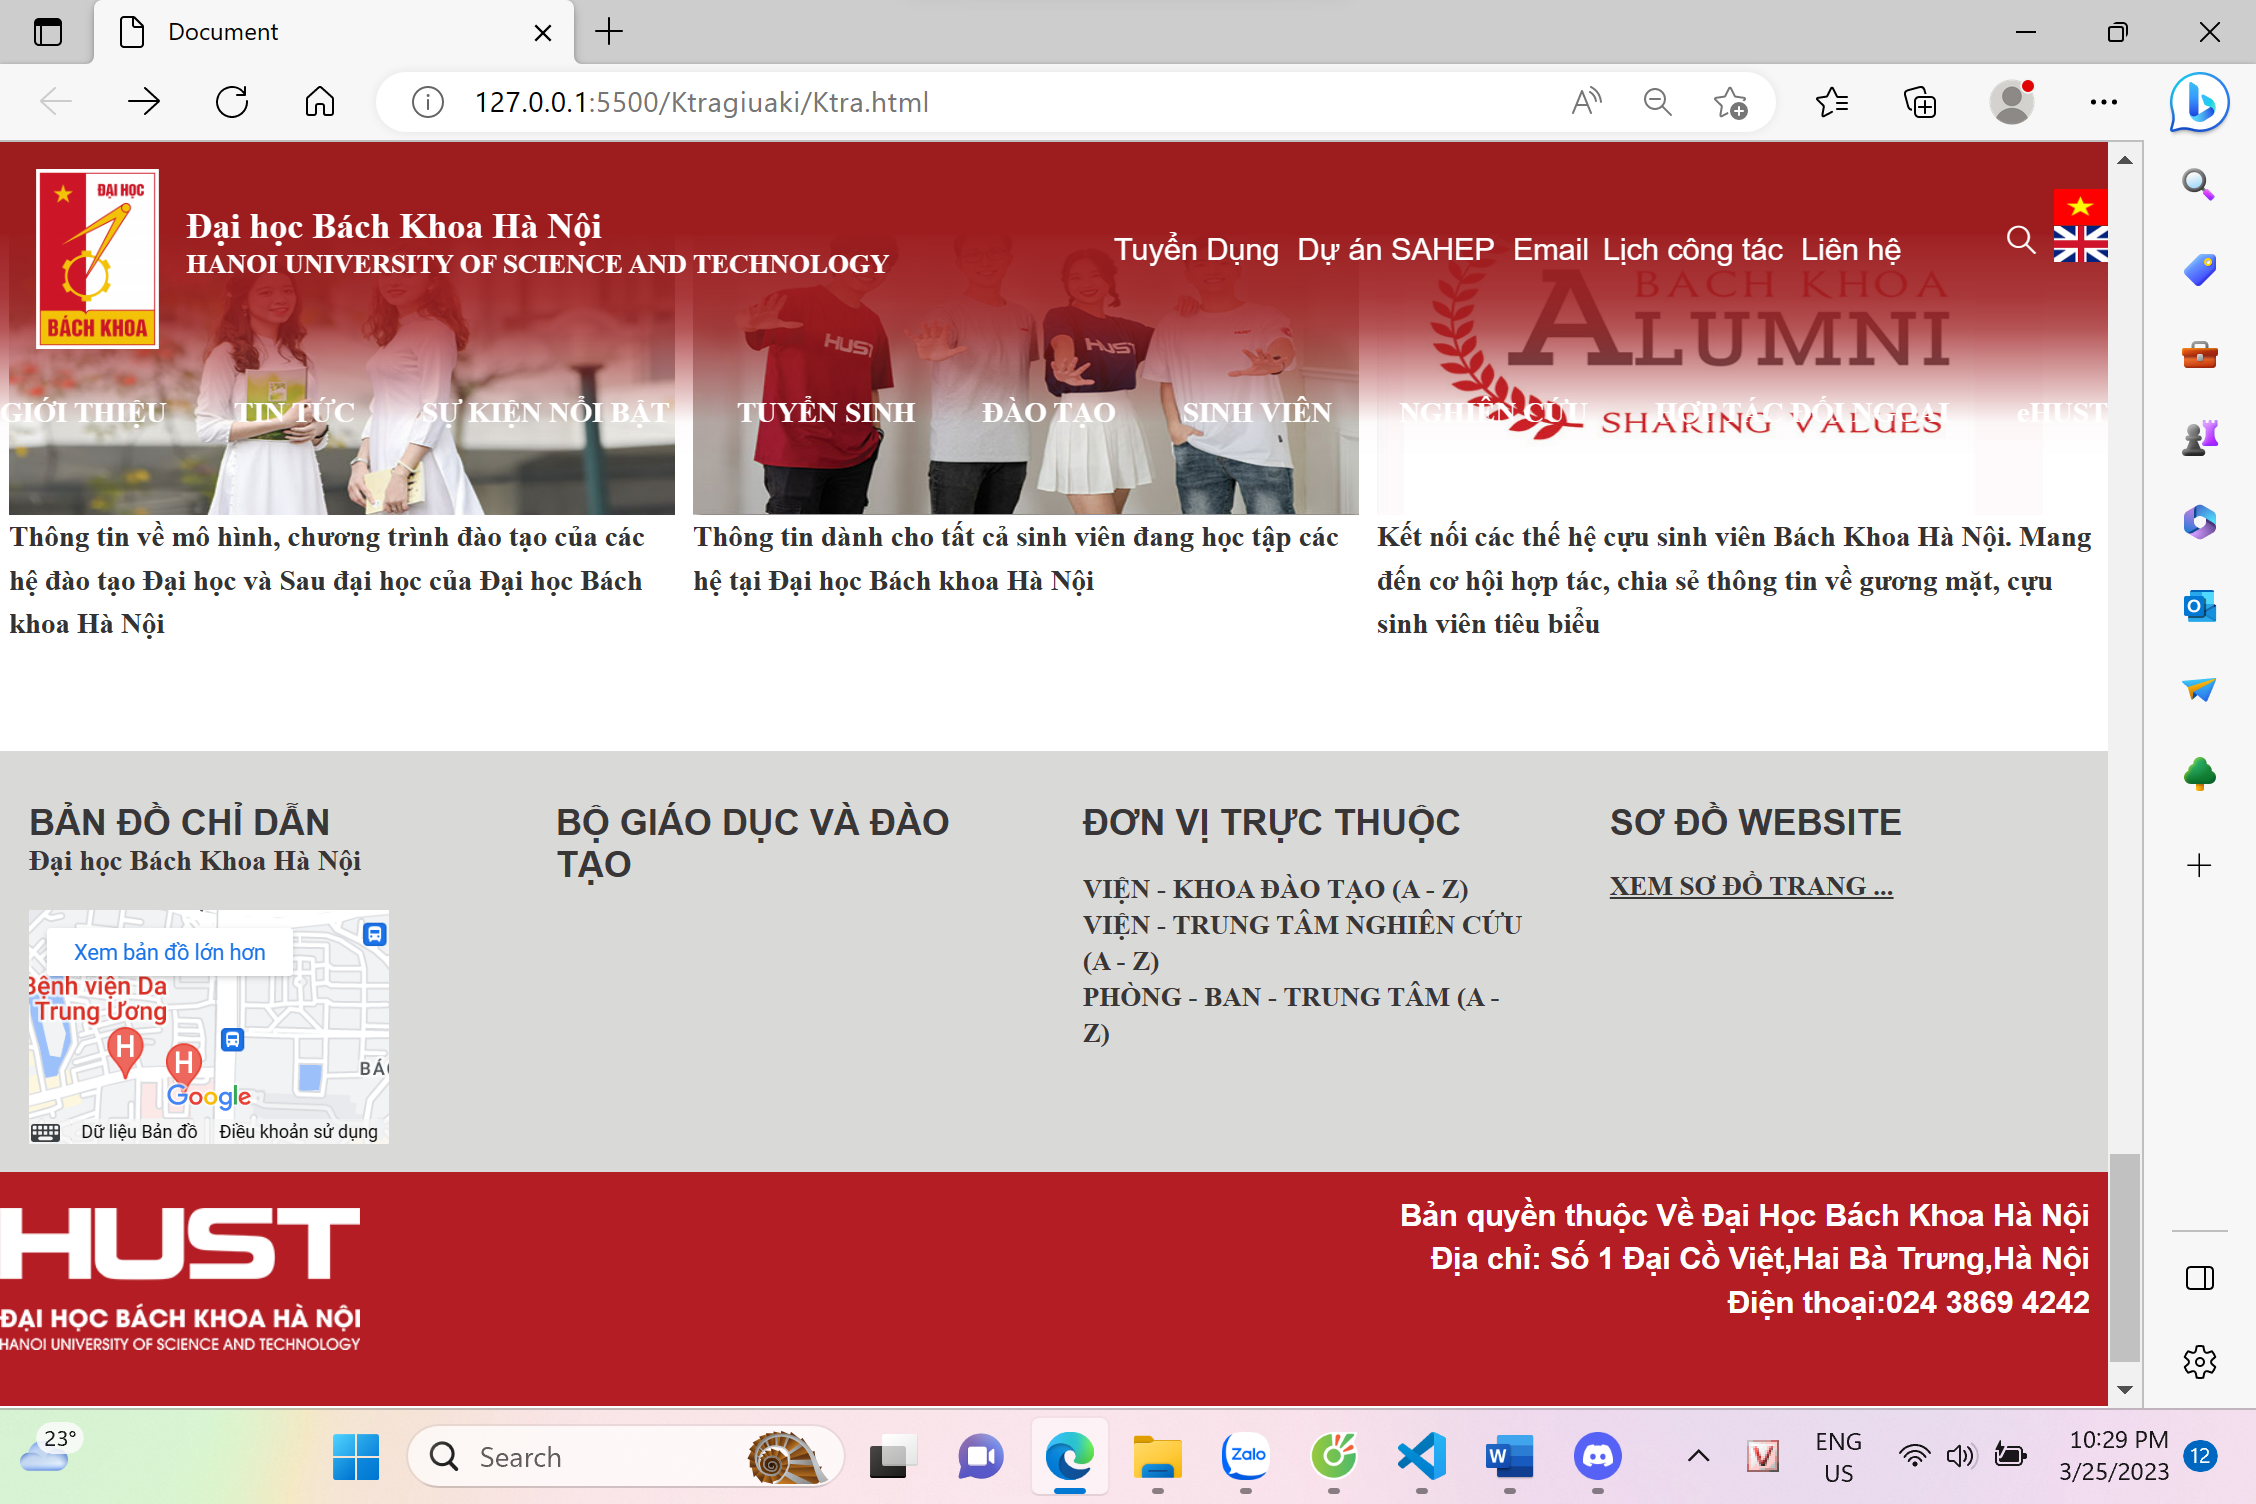 Document
127.0.0.1:5500/Ktragiuaki/Ktra.html
ĐẠI HỌC
BÁCH KHOA
Đại học Bách Khoa Hà Nội
HANOI UNIVERSITY OF SCIENCE AND TECHNOLOGY
Tuyển Dụng Dự án SAHEP Email Lịch công tác Liên hệ
BACH KHOA
ALUMNI
SHARING VALUES
HUST
HUST
GIỚI THIỆU TIN TỨC SỰ KIỆN NỔI BẬT TUYỂN SINH ĐÀO TẠO SINH VIÊN NGHIÊN CỨU HỢP TÁC ĐỐI NGOẠI eHUST
Thông tin về mô hình, chương trình đào tạo của các
hệ đào tạo Đại học và Sau đại học của Đại học Bách
khoa Hà Nội
Thông tin dành cho tất cả sinh viên đang học tập các
hệ tại Đại học Bách khoa Hà Nội
Kết nối các thế hệ cựu sinh viên Bách Khoa Hà Nội. Mang
đến cơ hội hợp tác, chia sẻ thông tin về gương mặt, cựu
sinh viên tiêu biểu
BẢN ĐỒ CHỈ DẪN
Đại học Bách Khoa Hà Nội
Xem bản đồ lớn hơn
Bệnh viện Da
Trung Ương
H
H
BÁC
Google
Dữ liệu Bản đồ Điều khoản sử dụng
BỘ GIÁO DỤC VÀ ĐÀO
TẠO
ĐƠN VỊ TRỰC THUỘC
VIỆN - KHOA ĐÀO TẠO (A - Z)
VIỆN - TRUNG TÂM NGHIÊN CỨU
(A - Z)
PHÒNG - BAN - TRUNG TÂM (A -
Z)
SƠ ĐỒ WEBSITE
XEM SƠ ĐỒ TRANG ...
HUST
ĐẠI HỌC BÁCH KHOA HÀ NỘI
HANOI UNIVERSITY OF SCIENCE AND TECHNOLOGY
Bản quyền thuộc Về Đại Học Bách Khoa Hà Nội
Địa chỉ: Số 1 Đại Cồ Việt,Hai Bà Trưng,Hà Nội
Điện thoại:024 3869 4242
23°
Search
Zalo
ENG
US
10:29 PM
3/25/2023
12